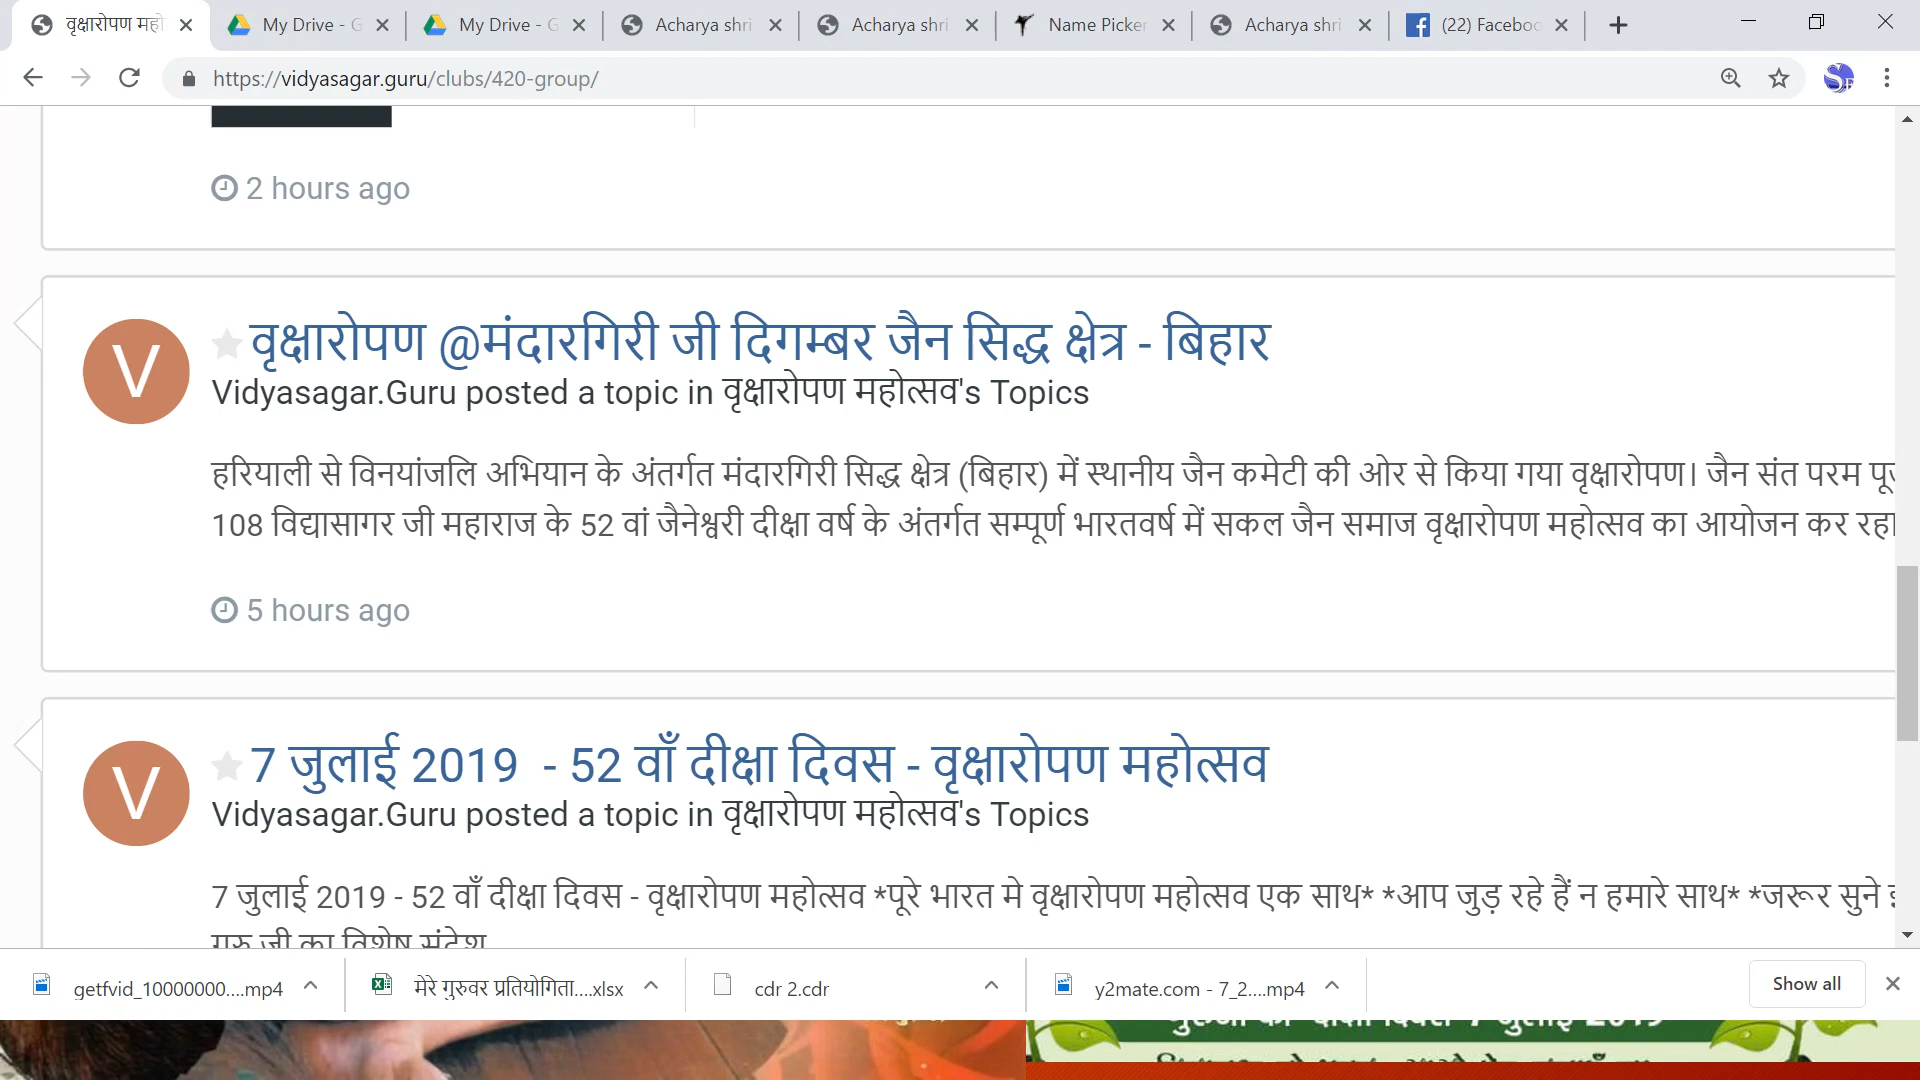 वृक्षारोपण महो
My Drive - G
My Drive - G
Acharya shri
Acharya shri
Name Picker
Acharya shri
(22) Faceboo
https://vidyasagar.guru/clubs/420-group/
2 hours ago
V
वृक्षारोपण @मंदारगिरी जी दिगम्बर जैन सिद्ध क्षेत्र - बिहार
Vidyasagar.Guru posted a topic in वृक्षारोपण महोत्सव's Topics
हरियाली से विनयांजलि अभियान के अंतर्गत मंदारगिरी सिद्ध क्षेत्र (बिहार) में स्थानीय जैन कमेटी की ओर से किया गया वृक्षारोपण। जैन संत परम
108 विद्यासागर जी महाराज के 52 वां जैनेश्वरी दीक्षा वर्ष के अंतर्गत सम्पूर्ण भारतवर्ष में सकल जैन समाज वृक्षारोपण महोत्सव का आयोजन कर रहा
5 hours ago
V
7 जुलाई 2019 - 52 वाँ दीक्षा दिवस - वृक्षारोपण महोत्सव
Vidyasagar.Guru posted a topic in वृक्षारोपण महोत्सव's Topics
7 जुलाई 2019 - 52 वाँ दीक्षा दिवस - वृक्षारोपण महोत्सव *पूरे भारत मे वृक्षारोपण महोत्सव एक साथ* *आप जुड़ रहे हैं न हमारे साथ* *जरूर सुने
गुरु जी का विशेष संदेश
getfvid_10000000....mp4
मेरे गुरुवर प्रतियोगिता....xlsx
cdr 2.cdr
y2mate.com - 7_2....mp4
Show all
7 जुलाई 2019